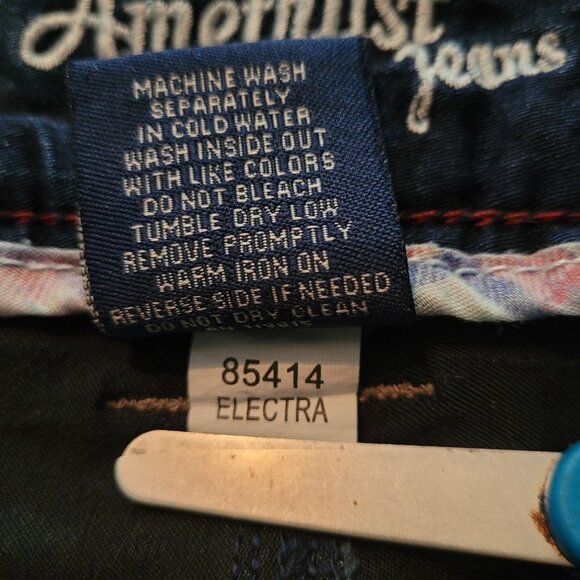 Amethyst
Jeans
MACHINE WASH
SEPARATELY
IN COLD WATER
WASH INSIDE OUT
WITH LIKE COLORS
DO NOT BLEACH
TUMBLE DRY LOW
REMOVE PROMPTLY
WARM IRON ON
REVERSE SIDE IF NEEDED
DO NOT DRY CLEAN
85414
ELECTRA